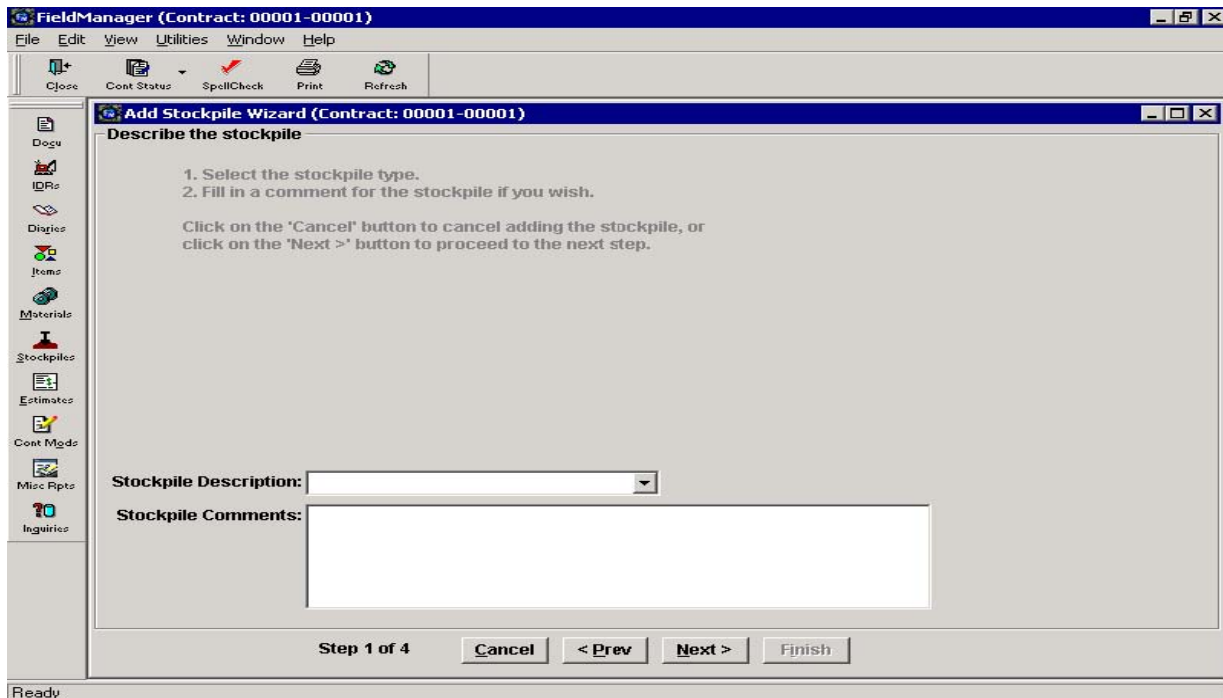 FieldManager (Contract: 00001-00001)
File Edit View Utilities Window Help
Close Cont Status SpellCheck Print Refresh
Add Stockpile Wizard (Contract: 00001-00001)
Docu
IDRs
Diaries
Items
Materials
Stockpiles
Estimates
Cont Mods
Misc Rpts
Inquiries
Describe the stockpile
1. Select the stockpile type.
2. Fill in a comment for the stockpile if you wish.
Click on the 'Cancel' button to cancel adding the stockpile, or
click on the 'Next >' button to proceed to the next step.
Stockpile Description:
Stockpile Comments:
Step 1 of 4 Cancel < Prev Next > Finish
Ready